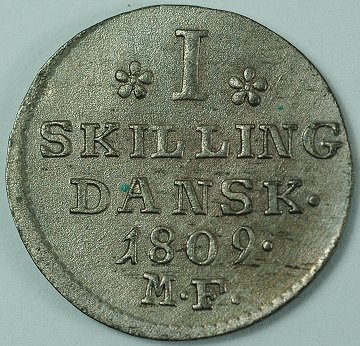 I
SKILLING
DANSK.
1809.
M.F.